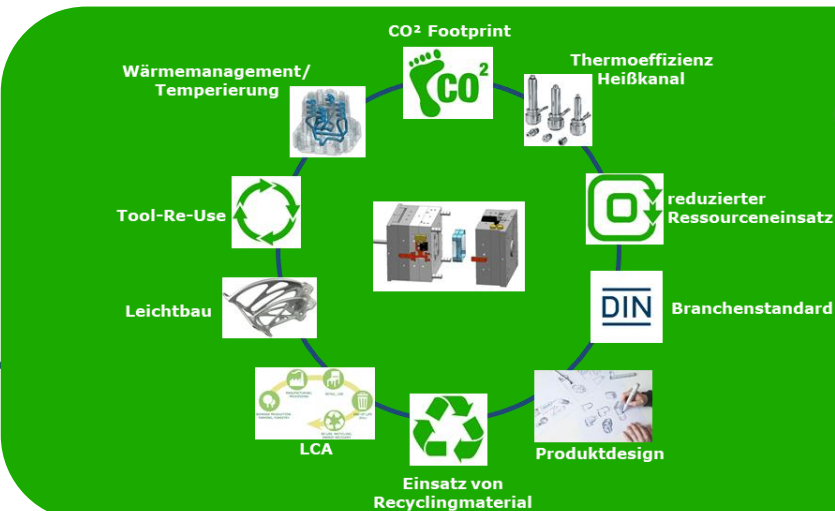 CO² Footprint
CO²
Thermoeffizienz
Heißkanal
Wärmemanagement/
Temperierung
reduzierter
Ressourceneinsatz
Tool-Re-Use
Leichtbau
DIN
Branchenstandard
LCA
Produktdesign
Einsatz von
Recyclingmaterial